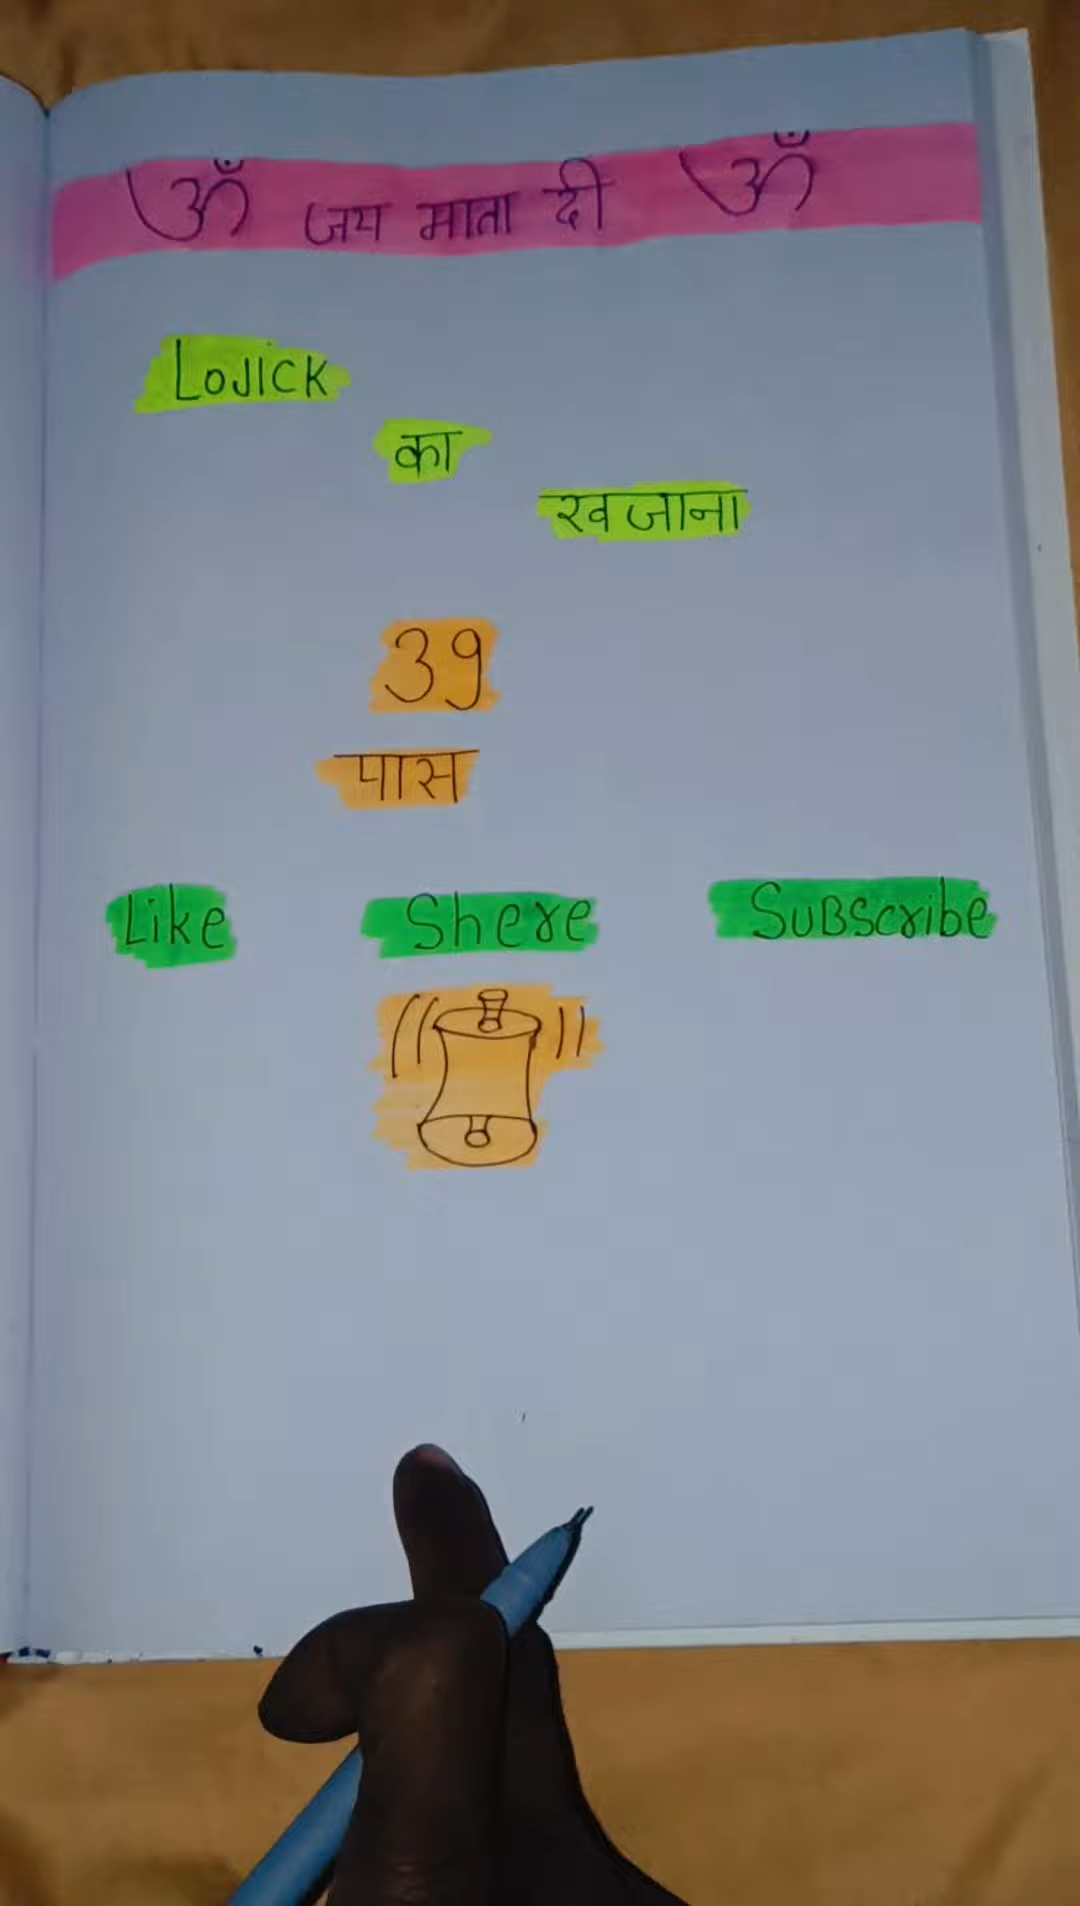 ॐ जय माता दी ॐ
LOJICK
का
खजाना
39
पास
Like Shere SUBScribe